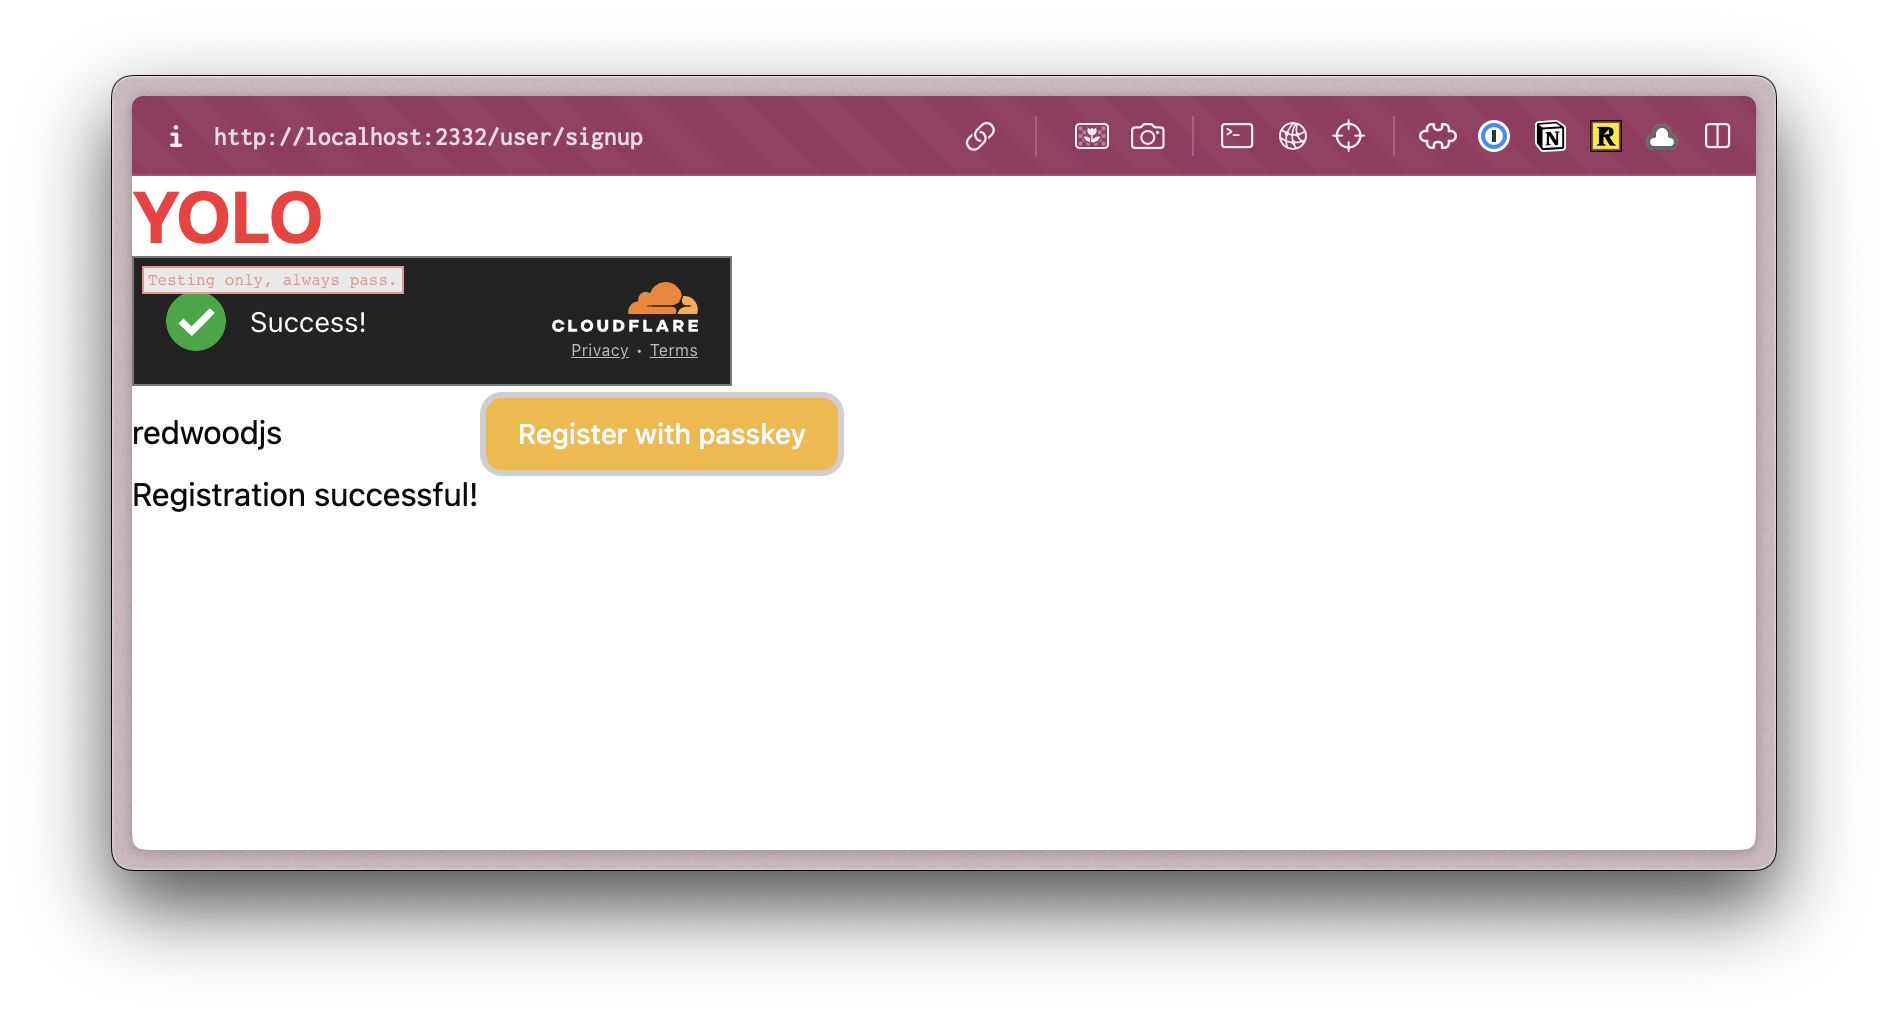 http://localhost:2332/user/signup
YOLO
Testing only, always pass.
Success!
CLOUDFLARE
Privacy • Terms
redwoodjs
Register with passkey
Registration successful!